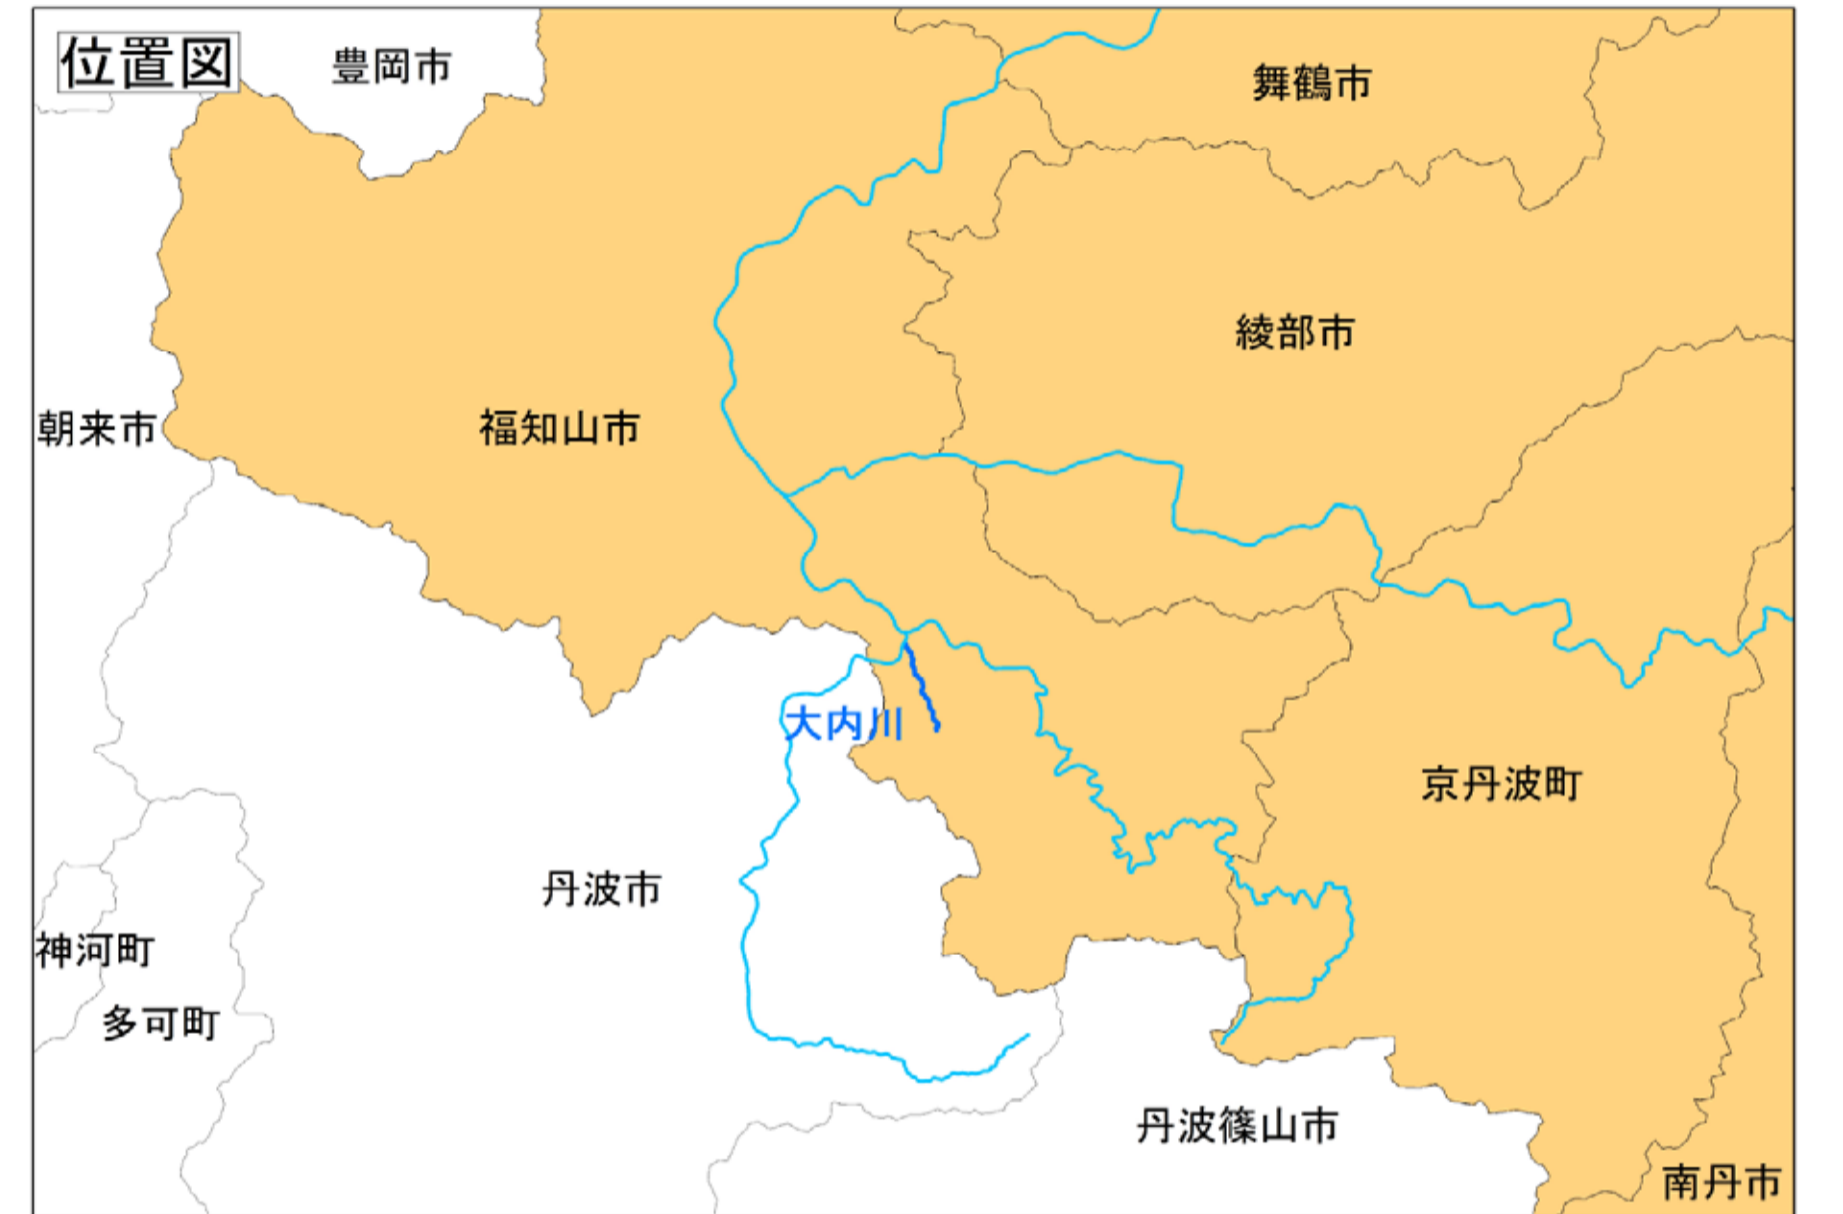 位置図
豊岡市
舞鶴市
綾部市
朝来市
福知山市
大内川
京丹波町
丹波市
神河町
多可町
丹波篠山市
南丹市